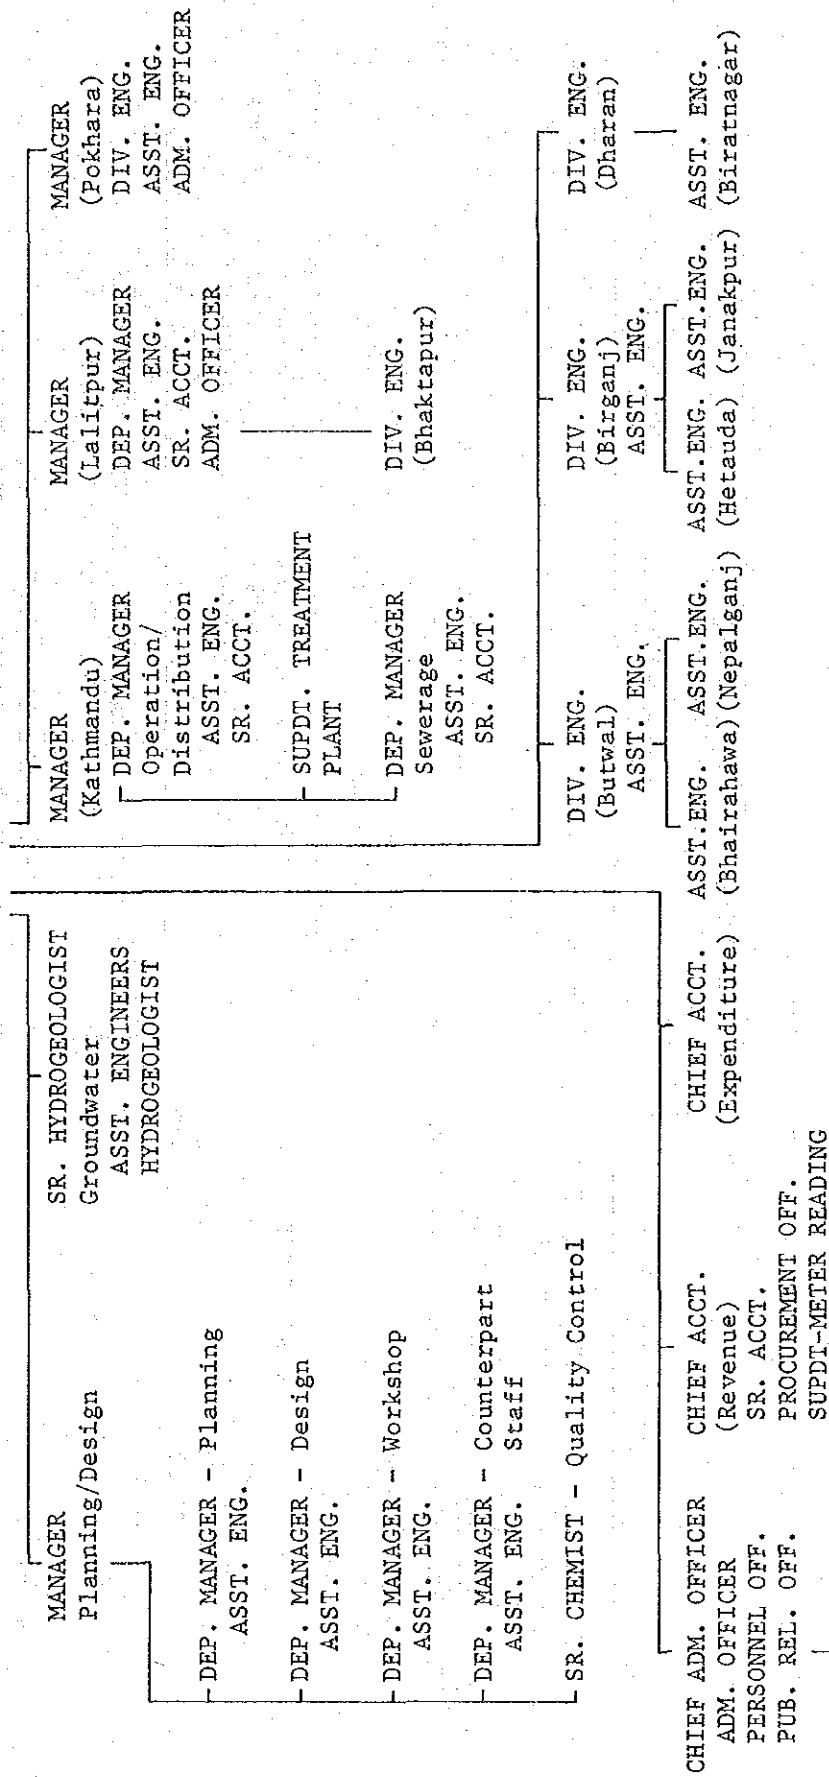 MANAGER
Planning/Design
DEP. MANAGER - Planning
ASST. ENG.
DEP. MANAGER - Design
ASST. ENG.
DEP. MANAGER - Workshop
ASST. ENG.
DEP. MANAGER - Counterpart
ASST. ENG. Staff
SR. CHEMIST - Quality Control
SR. HYDROGEOLOGIST
Groundwater
ASST. ENGINEERS
HYDROGEOLOGIST
MANAGER
(Kathmandu)
DEP. MANAGER
Operation/
Distribution
ASST. ENG.
SR. ACCT.
SUPDT. TREATMENT
PLANT
DEP. MANAGER
Sewerage
ASST. ENG.
SR. ACCT.
MANAGER
(Lalitpur)
DEP. MANAGER
ASST. ENG.
SR. ACCT.
ADM. OFFICER
DIV. ENG.
(Bhaktapur)
MANAGER
(Pokhara)
DIV. ENG.
ASST. ENG.
ADM. OFFICER
CHIEF ADM. OFFICER
ADM. OFFICER
PERSONNEL OFF.
PUB. REL. OFF.
CHIEF ACCT.
(Revenue)
SR. ACCT.
PROCUREMENT OFF.
SUPDT-METER READING
CHIEF ACCT.
(Expenditure)
DIV. ENG.
(Butwal)
ASST. ENG.
ASST.ENG. ASST.ENG.
(Bhairahawa) (Nepalganj)
DIV. ENG.
(Birganj)
ASST. ENG.
ASST.ENG. ASST.ENG.
(Hetauda) (Janakpur)
DIV. ENG.
(Dharan)
ASST. ENG.
(Biratnagar)